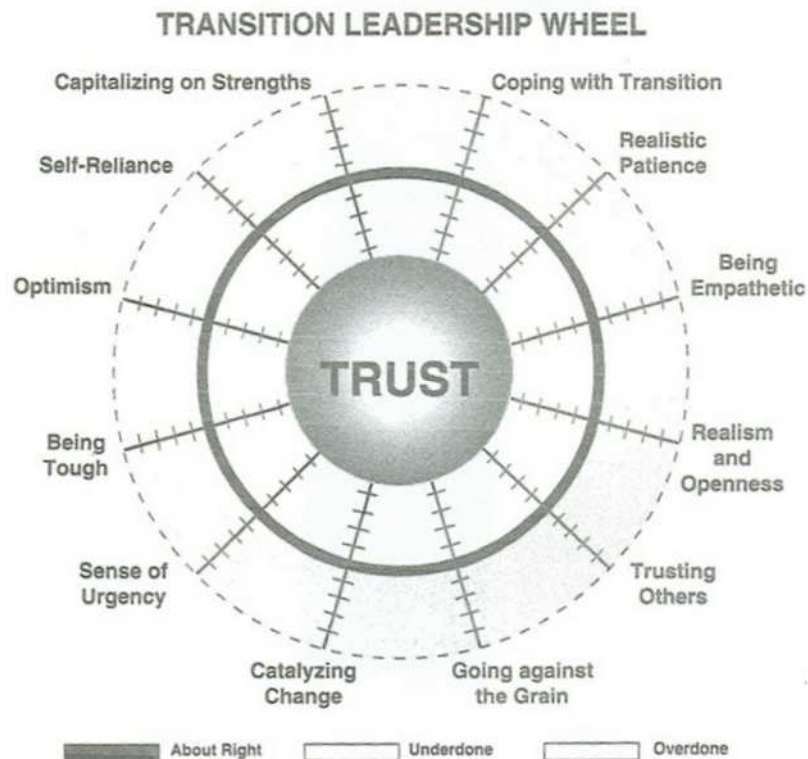 TRANSITION LEADERSHIP WHEEL
Capitalizing on Strengths
Coping with Transition
Self-Reliance
Realistic
Patience
Optimism
Being
Empathetic
TRUST
Being
Tough
Realism
and
Openness
Sense of
Urgency
Trusting
Others
Catalyzing
Change
Going against
the Grain
About Right
Underdone
Overdone